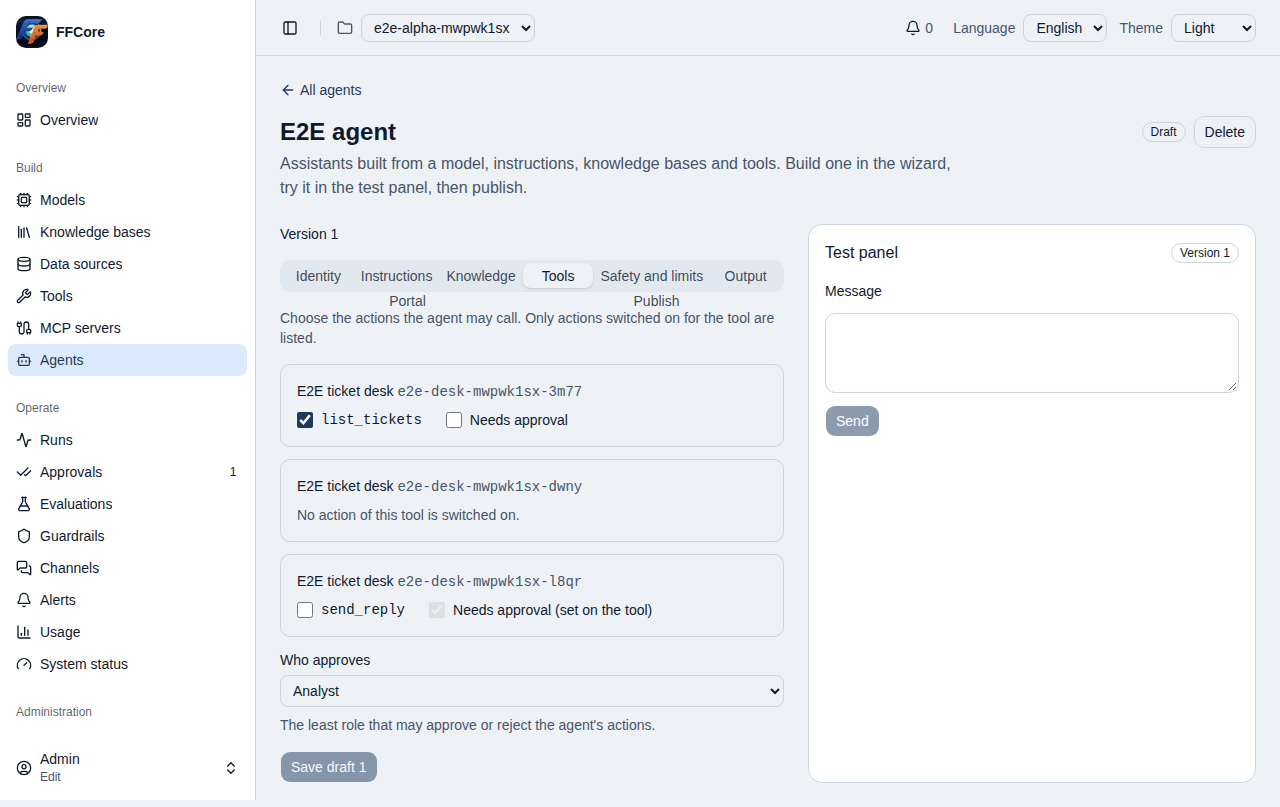 FFCore
Overview
Overview
Build
Models
Knowledge bases
Data sources
Tools
MCP servers
Agents
Operate
Runs
Approvals 1
Evaluations
Guardrails
Channels
Alerts
Usage
System status
Administration
Admin
Edit
e2e-alpha-mwpwk1sx
0 Language English Theme Light
All agents
E2E agent
Draft Delete
Assistants built from a model, instructions, knowledge bases and tools. Build one in the wizard,
try it in the test panel, then publish.
Version 1
Identity Instructions Knowledge Tools Safety and limits Output
Portal Publish
Choose the actions the agent may call. Only actions switched on for the tool are
listed.
E2E ticket desk e2e-desk-mwpwk1sx-3m77
list_tickets Needs approval
E2E ticket desk e2e-desk-mwpwk1sx-dwny
No action of this tool is switched on.
E2E ticket desk e2e-desk-mwpwk1sx-l8qr
send_reply Needs approval (set on the tool)
Who approves
Analyst
The least role that may approve or reject the agent's actions.
Save draft 1
Test panel Version 1
Message
Send